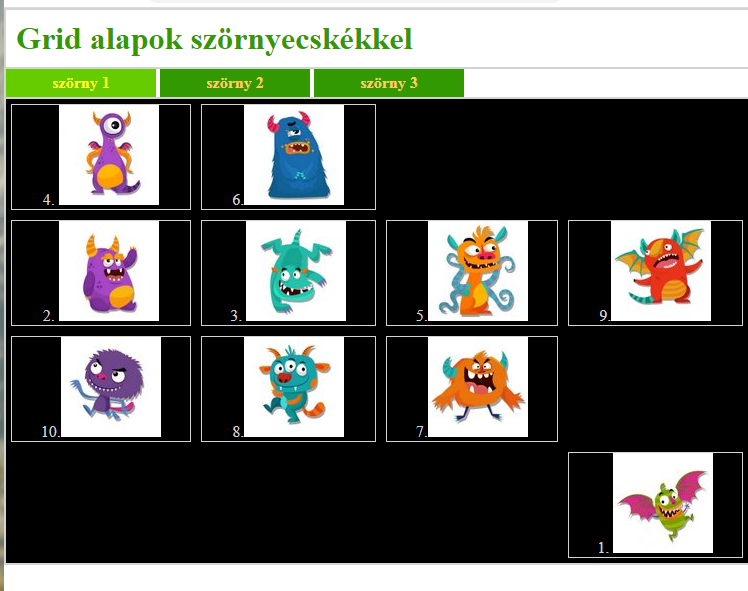 Grid alapok szörnyecskékkel
szörny 1 szörny 2 szörny 3
4. 6.
2. 3. 5. 9.
10. 8. 7.
1.